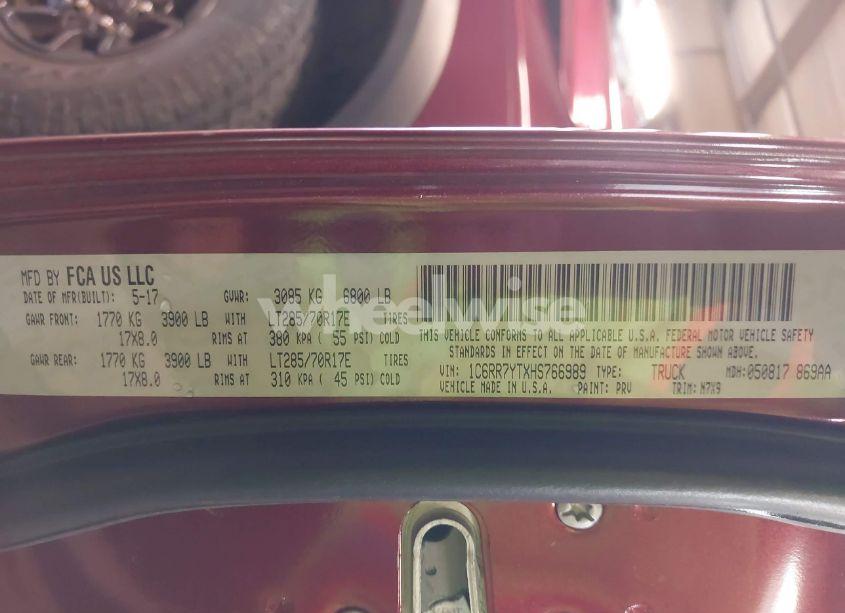 MFD BY FCA US LLC
DATE OF MFR(BUILT): 5-17 GVWR: 3085 KG 6800 LB
GAWR FRONT: 1770 KG 3900 LB WITH LT285/70R17E TIRES
17X8.0 RIMS AT 380 KPA ( 55 PSI) COLD
GAWR REAR: 1770 KG 3900 LB WITH LT285/70R17E TIRES
17X8.0 RIMS AT 310 KPA ( 45 PSI) COLD
THIS VEHICLE CONFORMS TO ALL APPLICABLE U.S.A. FEDERAL MOTOR VEHICLE SAFETY
STANDARDS IN EFFECT ON THE DATE OF MANUFACTURE SHOWN ABOVE.
VIN: 1C6RR7YTXHS766989 TYPE: TRUCK MDH:050817 869AA
VEHICLE MADE IN U.S.A. PAINT: PRV TRIM: N7X9
wheelwise